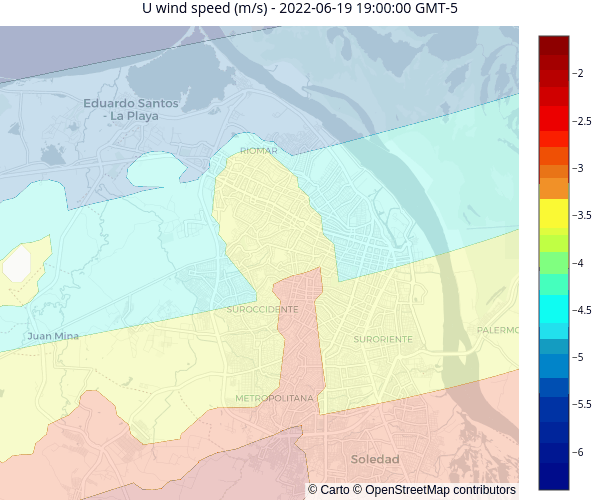 U wind speed (m/s) - 2022-06-19 19:00:00 GMT-5
Eduardo Santos
- La Playa
RIOMAR
SUROCCIDENTE
Juan Mina
SURORIENTE
PALERMO
METROPOLITANA
Soledad
© Carto © OpenStreetMap contributors
−2
−2.5
−3
−3.5
−4
−4.5
−5
−5.5
−6